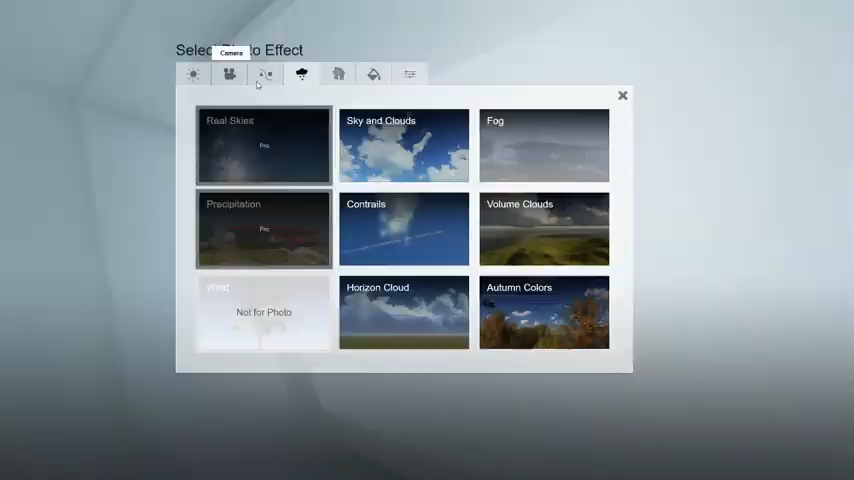 Select Photo Effect
Camera
Real Skies
Pro
Sky and Clouds
Fog
Precipitation
Pro
Contrails
Volume Clouds
Wind
Not for Photo
Horizon Cloud
Autumn Colors